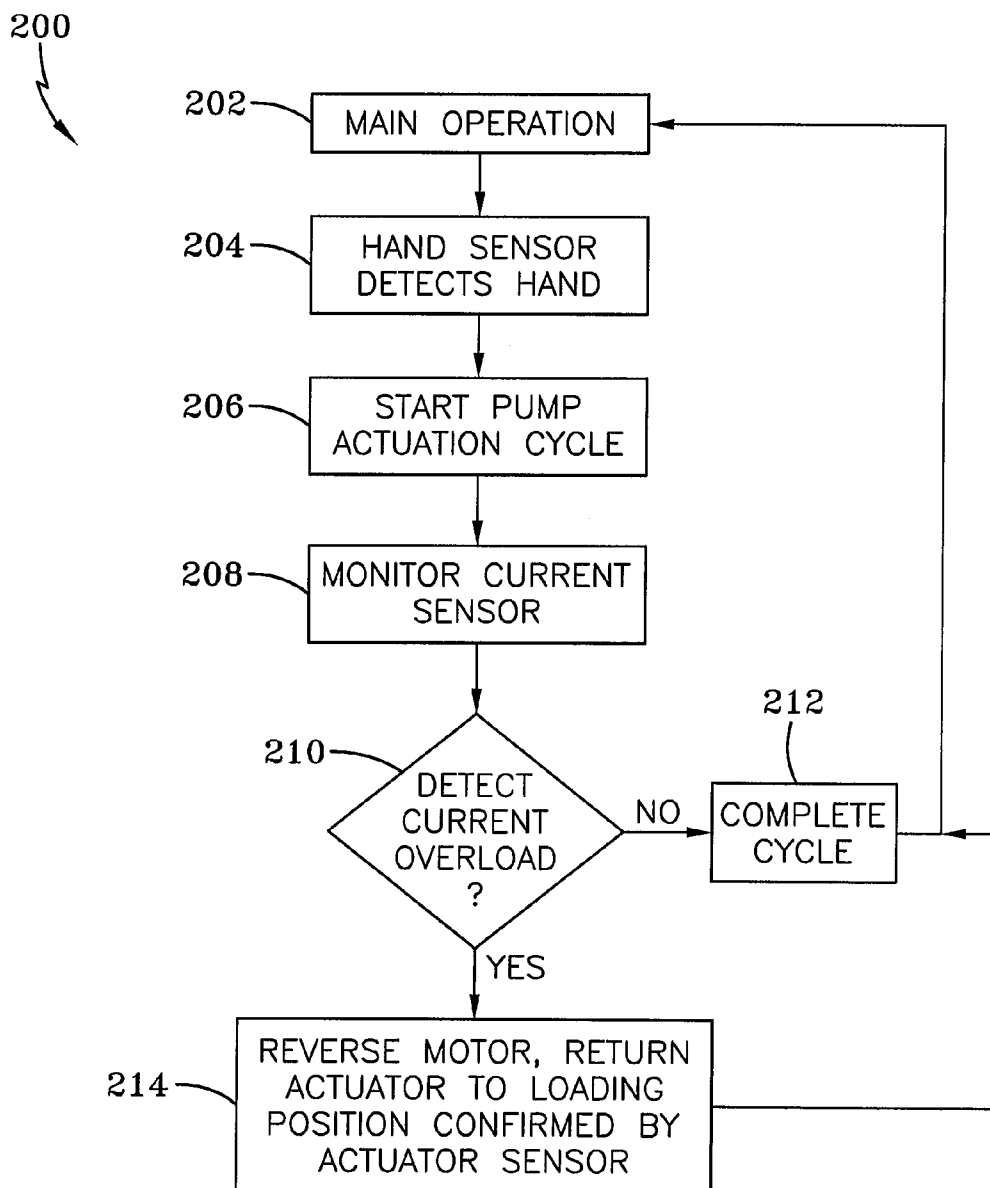 200
202
MAIN OPERATION
204
HAND SENSOR
DETECTS HAND
206
START PUMP
ACTUATION CYCLE
208
MONITOR CURRENT
SENSOR
210
DETECT
CURRENT
OVERLOAD
?
NO
212
COMPLETE
CYCLE
YES
214
REVERSE MOTOR, RETURN
ACTUATOR TO LOADING
POSITION CONFIRMED BY
ACTUATOR SENSOR